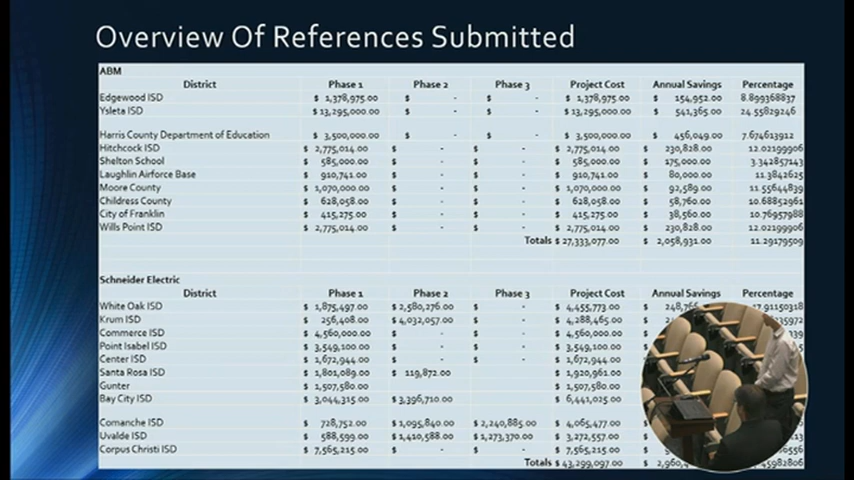 Overview Of References Submitted
ABM
District Phase 1 Phase 2 Phase 3 Project Cost Annual Savings Percentage
Edgewood ISD $ 1,378,975.00 $ - $ - $ 1,378,975.00 $ 154,952.00 8.899368837
Ysleta ISD $ 13,295,000.00 $ - $ - $ 13,295,000.00 $ 541,365.00 24.55829246
Harris County Department of Education $ 3,500,000.00 $ - $ - $ 3,500,000.00 $ 456,049.00 7.674613912
Hitchcock ISD $ 2,775,014.00 $ - $ - $ 2,775,014.00 $ 230,828.00 12.02199906
Shelton School $ 585,000.00 $ - $ - $ 585,000.00 $ 175,000.00 3.342857143
Laughlin Airforce Base $ 910,741.00 $ - $ - $ 910,741.00 $ 80,000.00 11.3842625
Moore County $ 1,070,000.00 $ - $ - $ 1,070,000.00 $ 92,589.00 11.55644839
Childress County $ 628,058.00 $ - $ - $ 628,058.00 $ 58,760.00 10.68852961
City of Franklin $ 415,275.00 $ - $ - $ 415,275.00 $ 38,560.00 10.76957988
Wills Point ISD $ 2,775,014.00 $ - $ - $ 2,775,014.00 $ 230,828.00 12.02199906
Totals $ 27,333,077.00 $ 2,058,931.00 11.29179509
Schneider Electric
District Phase 1 Phase 2 Phase 3 Project Cost Annual Savings Percentage
White Oak ISD $ 1,875,497.00 $ 2,580,276.00 $ - $ 4,455,773.00 $
Krum ISD $ 256,408.00 $ 4,032,057.00 $ - $ 4,288,465.00 $
Commerce ISD $ 4,560,000.00 $ - $ - $ 4,560,000.00 $
Point Isabel ISD $ 3,549,100.00 $ - $ - $ 3,549,100.00 $
Center ISD $ 1,672,944.00 $ - $ - $ 1,672,944.00
Santa Rosa ISD $ 1,801,089.00 $ 119,872.00 $ 1,920,961.00
Gunter $ 1,507,580.00 $ 1,507,580.00
Bay City ISD $ 3,044,315.00 $ 3,396,710.00 $ 6,441,025.00
Comanche ISD $ 728,752.00 $ 1,095,840.00 $ 2,240,885.00 $ 4,065,477.00 $
Uvalde ISD $ 588,599.00 $ 1,410,588.00 $ 1,273,370.00 $ 3,272,557.00 $
Corpus Christi ISD $ 7,565,215.00 $ - $ - $ 7,565,215.00 $
Totals $ 43,299,097.00 $